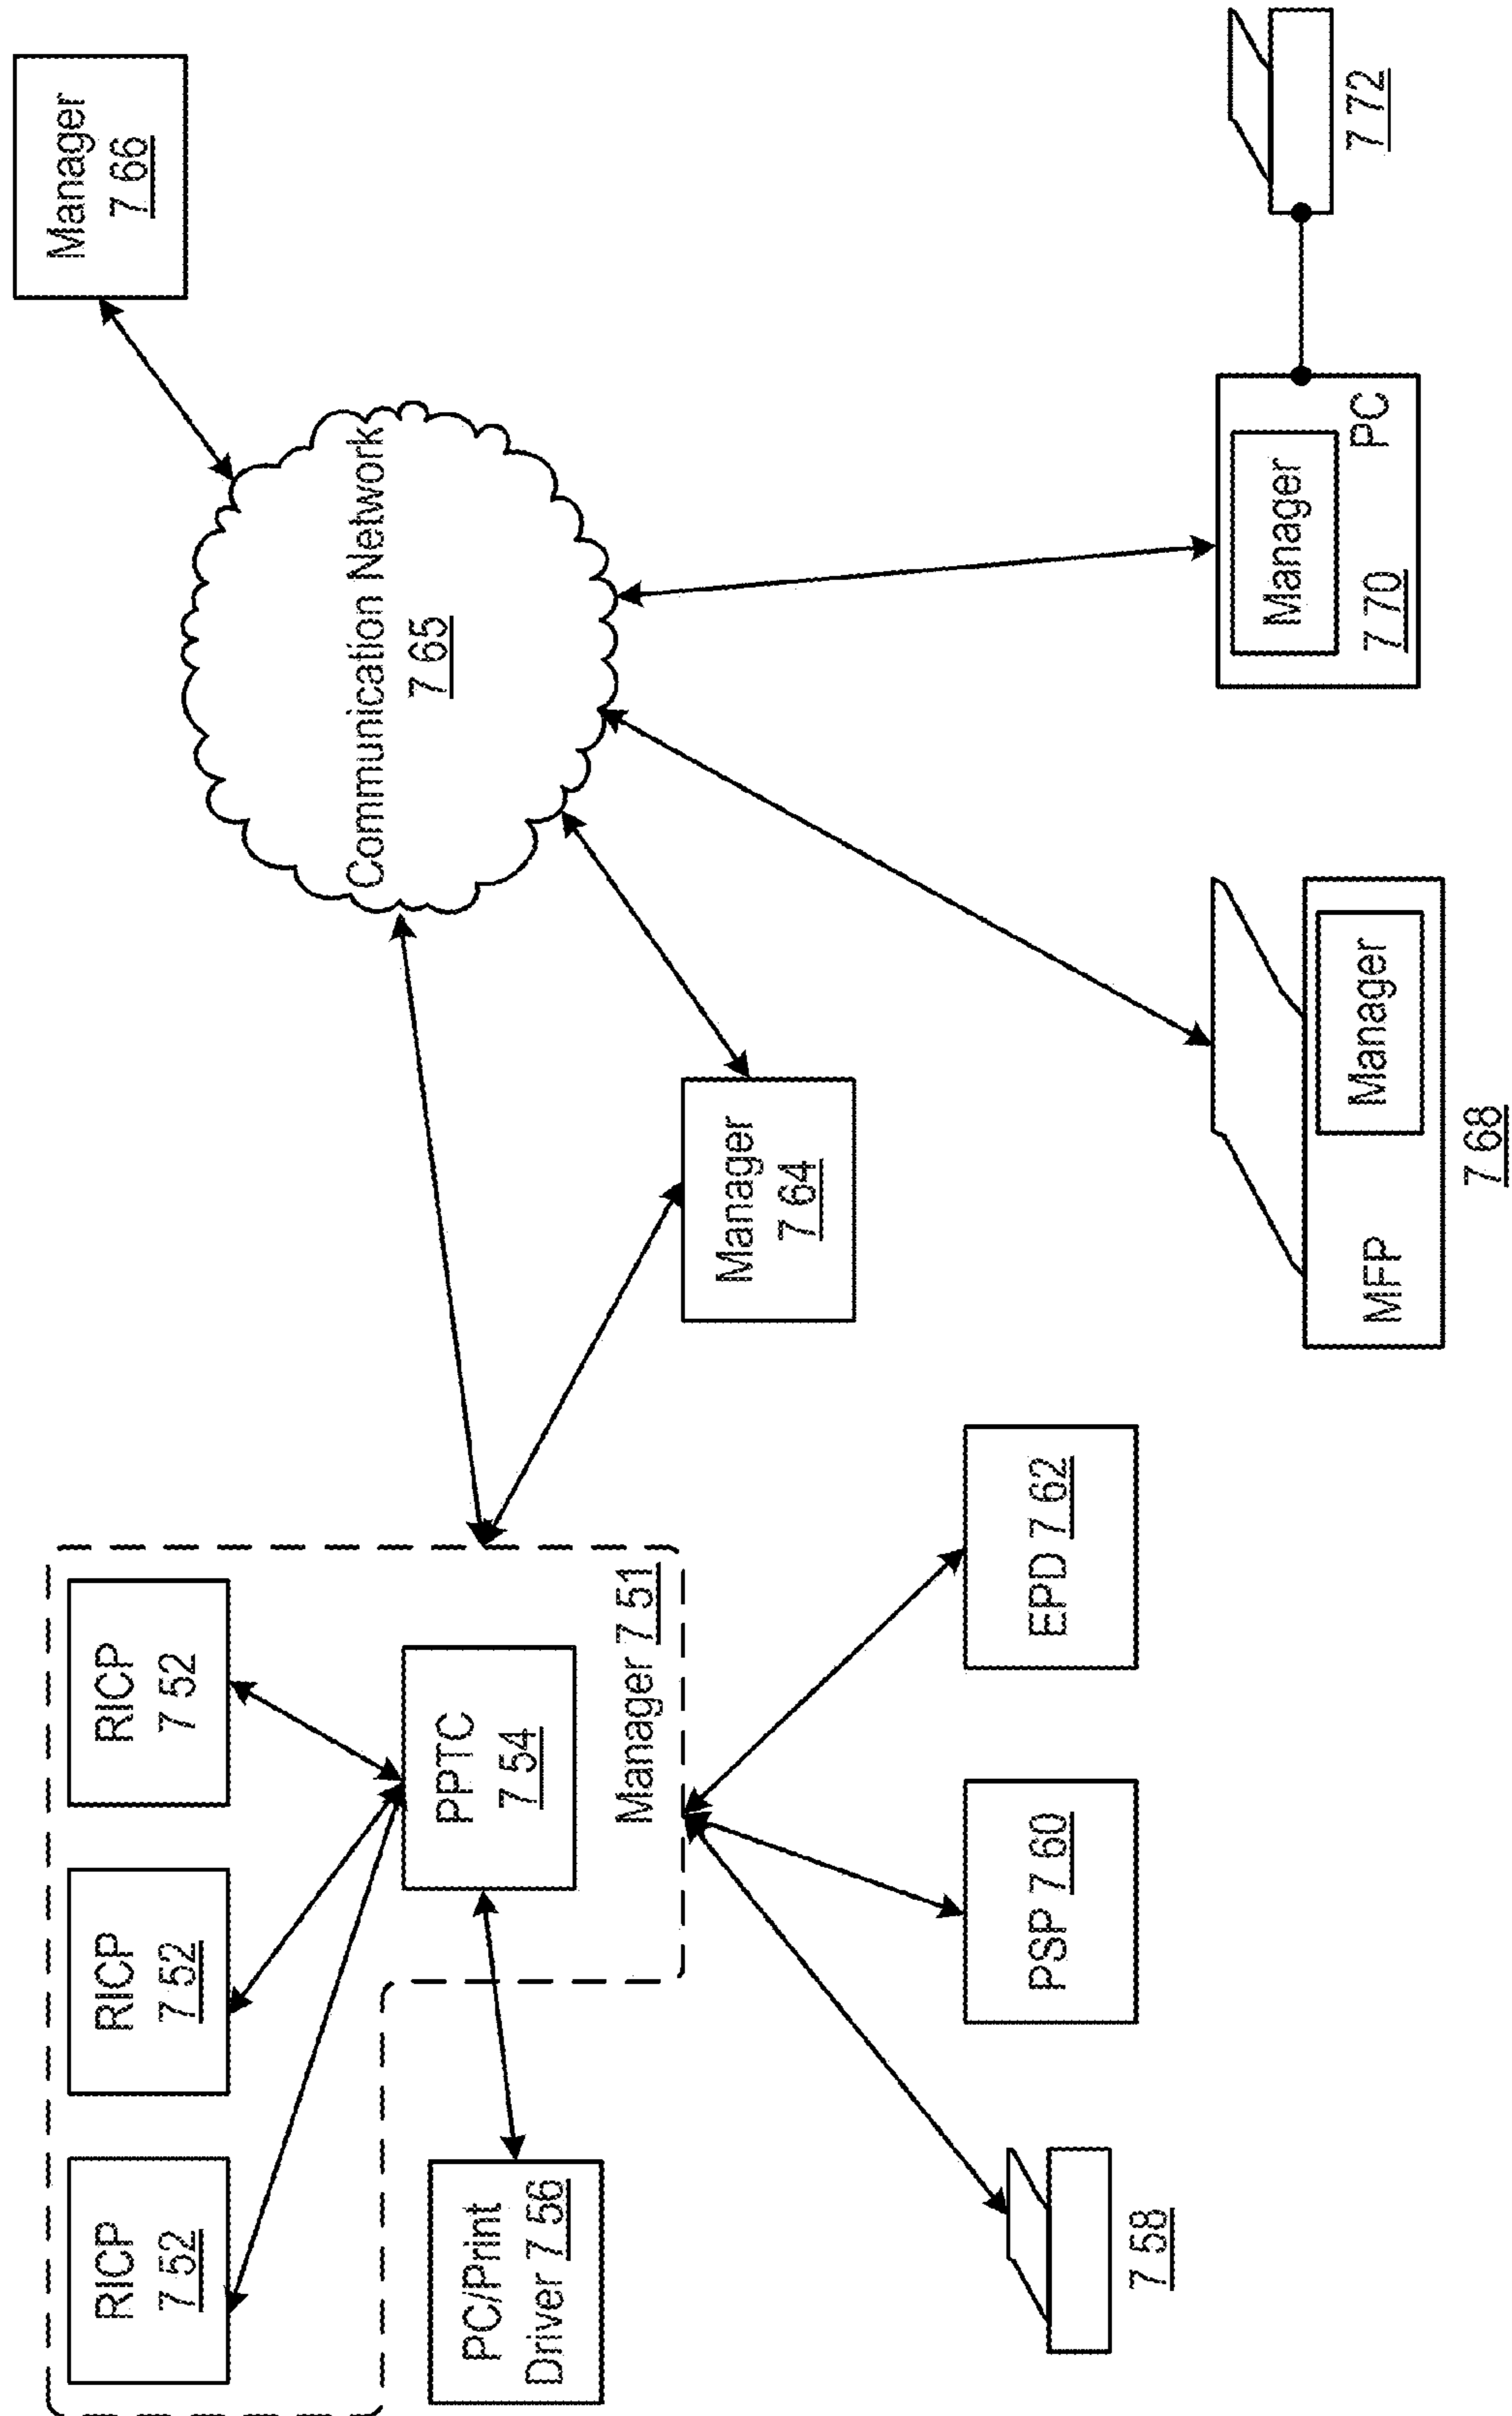 RICP
7 52
RICP
7 52
RICP
7 52
PC/Print
Driver 7 56
PPTC
7 54
Manager 7 51
7 58
PSP 7 60
EPD 7 62
Manager
7 64
Communication Network
7 65
Manager
7 66
MFP
Manager
7 68
Manager
7 70
PC
7 72